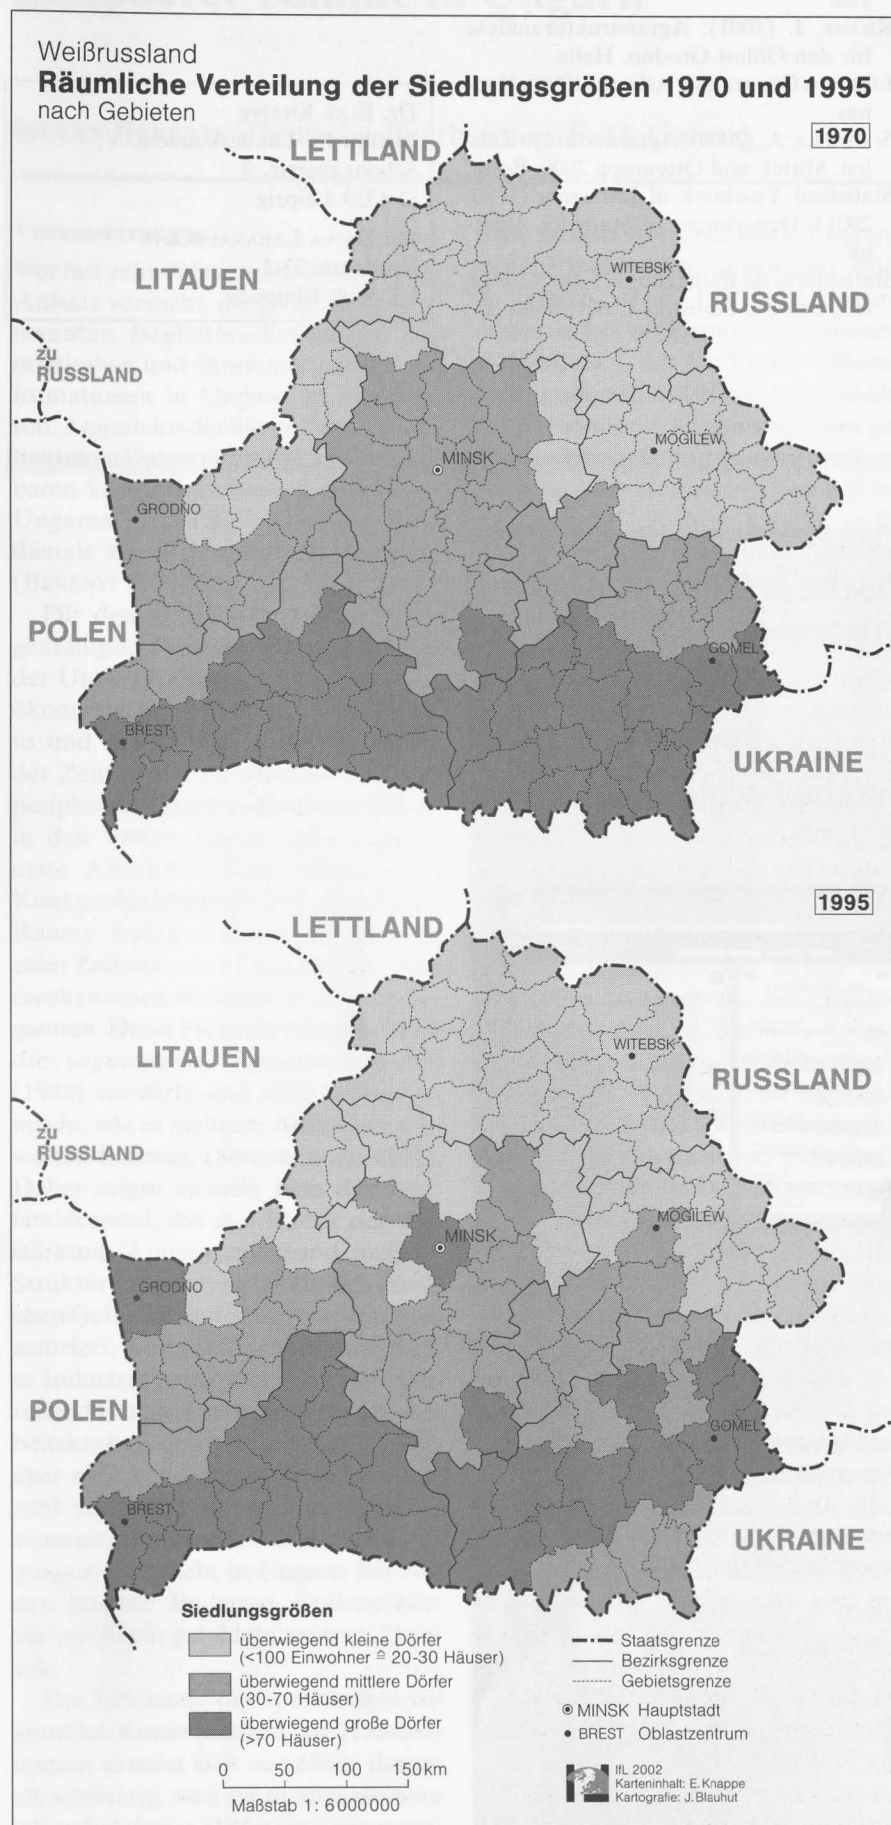 Weißrussland
Räumliche Verteilung der Siedlungsgrößen 1970 und 1995
nach Gebieten
1970
LETTLAND
LITAUEN
WITEBSK
RUSSLAND
zu
RUSSLAND
MOGILEW
MINSK
GRODNO
POLEN
GOMEL
BREST
UKRAINE
1995
LETTLAND
LITAUEN
WITEBSK
RUSSLAND
zu
RUSSLAND
MOGILEW
MINSK
GRODNO
POLEN
GOMEL
BREST
UKRAINE
Siedlungsgrößen
überwiegend kleine Dörfer
(<100 Einwohner ≙ 20-30 Häuser)
überwiegend mittlere Dörfer
(30-70 Häuser)
überwiegend große Dörfer
(>70 Häuser)
0 50 100 150 km
Maßstab 1: 6000000
Staatsgrenze
Bezirksgrenze
Gebietsgrenze
MINSK Hauptstadt
BREST Oblastzentrum
IfL 2002
Karteninhalt: E. Knappe
Kartografie: J. Blauhut